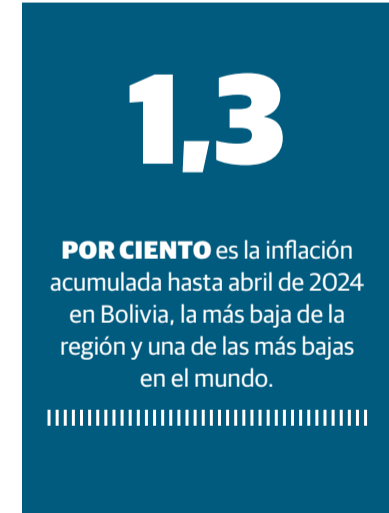 1,3
POR CIENTO es la inflación
acumulada hasta abril de 2024
en Bolivia, la más baja de la
región y una de las más bajas
en el mundo.